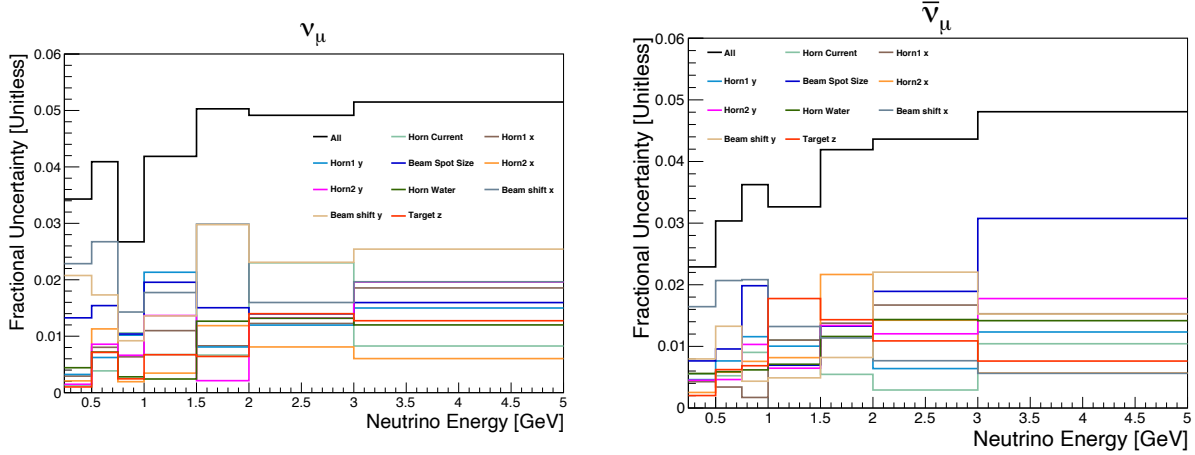 ν_μ
Fractional Uncertainty [Unitless]
0.06
0.05
0.04
0.03
0.02
0.01
0
All
Horn Current
Horn1 x
Horn1 y
Beam Spot Size
Horn2 x
Horn2 y
Horn Water
Beam shift x
Beam shift y
Target z
0.5 1 1.5 2 2.5 3 3.5 4 4.5 5
Neutrino Energy [GeV]
ν̅_μ
Fractional Uncertainty [Unitless]
0.06
0.05
0.04
0.03
0.02
0.01
0
All
Horn Current
Horn1 x
Horn1 y
Beam Spot Size
Horn2 x
Horn2 y
Horn Water
Beam shift x
Beam shift y
Target z
0.5 1 1.5 2 2.5 3 3.5 4 4.5 5
Neutrino Energy [GeV]